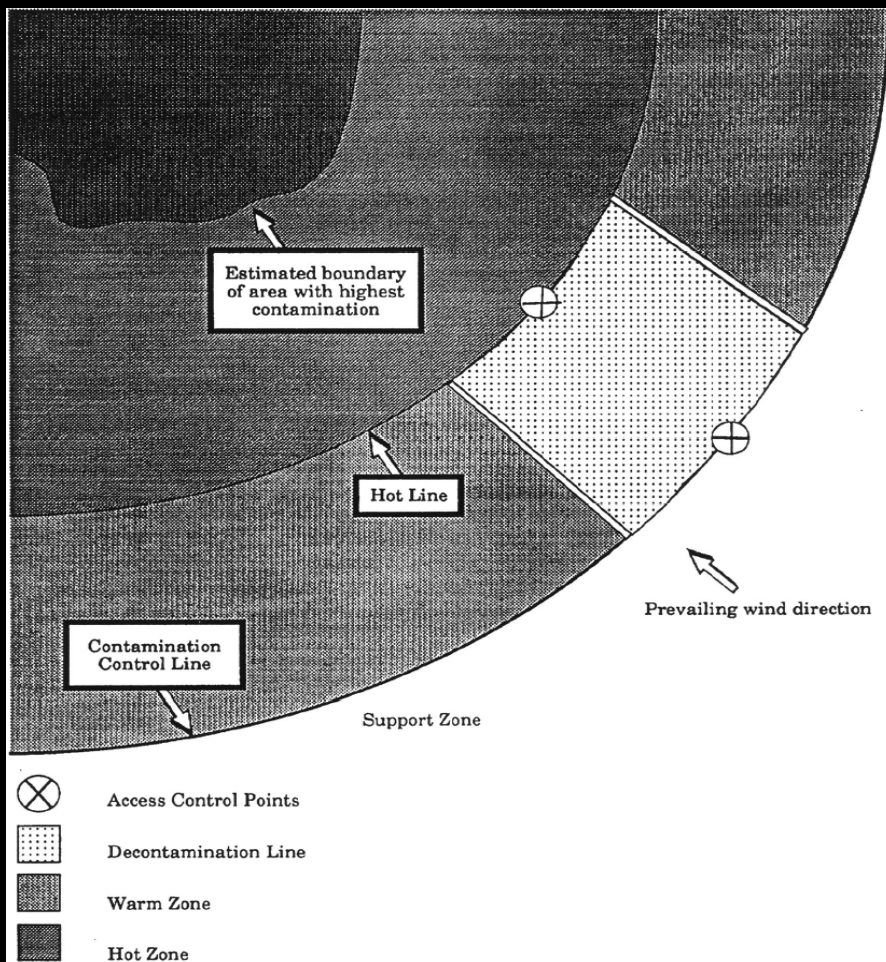 Estimated boundary
of area with highest
contamination
Hot Line
Prevailing wind direction
Contamination
Control Line
Support Zone
Access Control Points
Decontamination Line
Warm Zone
Hot Zone